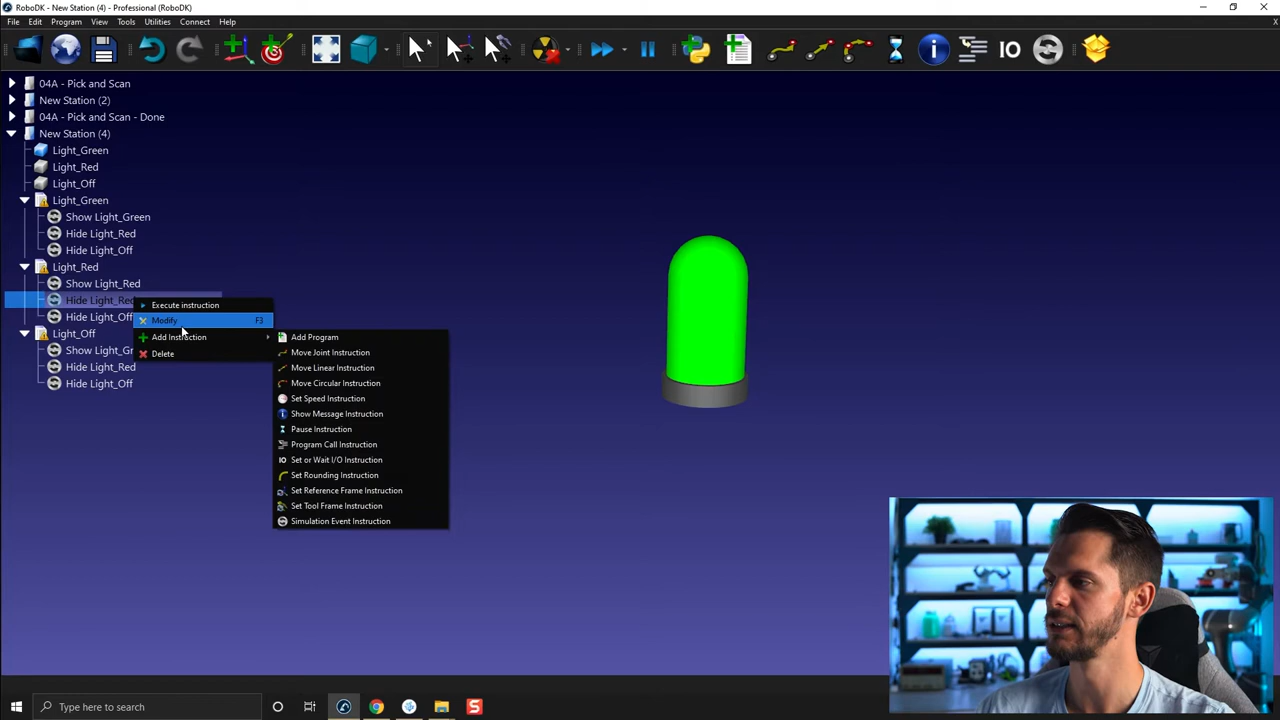 RoboDK - New Station (4) - Professional (RoboDK)
File Edit Program View Tools Utilities Connect Help
IO
04A - Pick and Scan
New Station (2)
04A - Pick and Scan - Done
New Station (4)
Light_Green
Light_Red
Light_Off
Light_Green
Show Light_Green
Hide Light_Red
Hide Light_Off
Light_Red
Show Light_Red
Hide Light_Red
Hide Light_Off
Light_Off
Show Light_Gr
Hide Light_Red
Hide Light_Off
Execute instruction
Modify F3
Add Instruction
Delete
Add Program
Move Joint Instruction
Move Linear Instruction
Move Circular Instruction
Set Speed Instruction
Show Message Instruction
Pause Instruction
Program Call Instruction
IO Set or Wait I/O Instruction
Set Rounding Instruction
Set Reference Frame Instruction
Set Tool Frame Instruction
Simulation Event Instruction
Type here to search
S